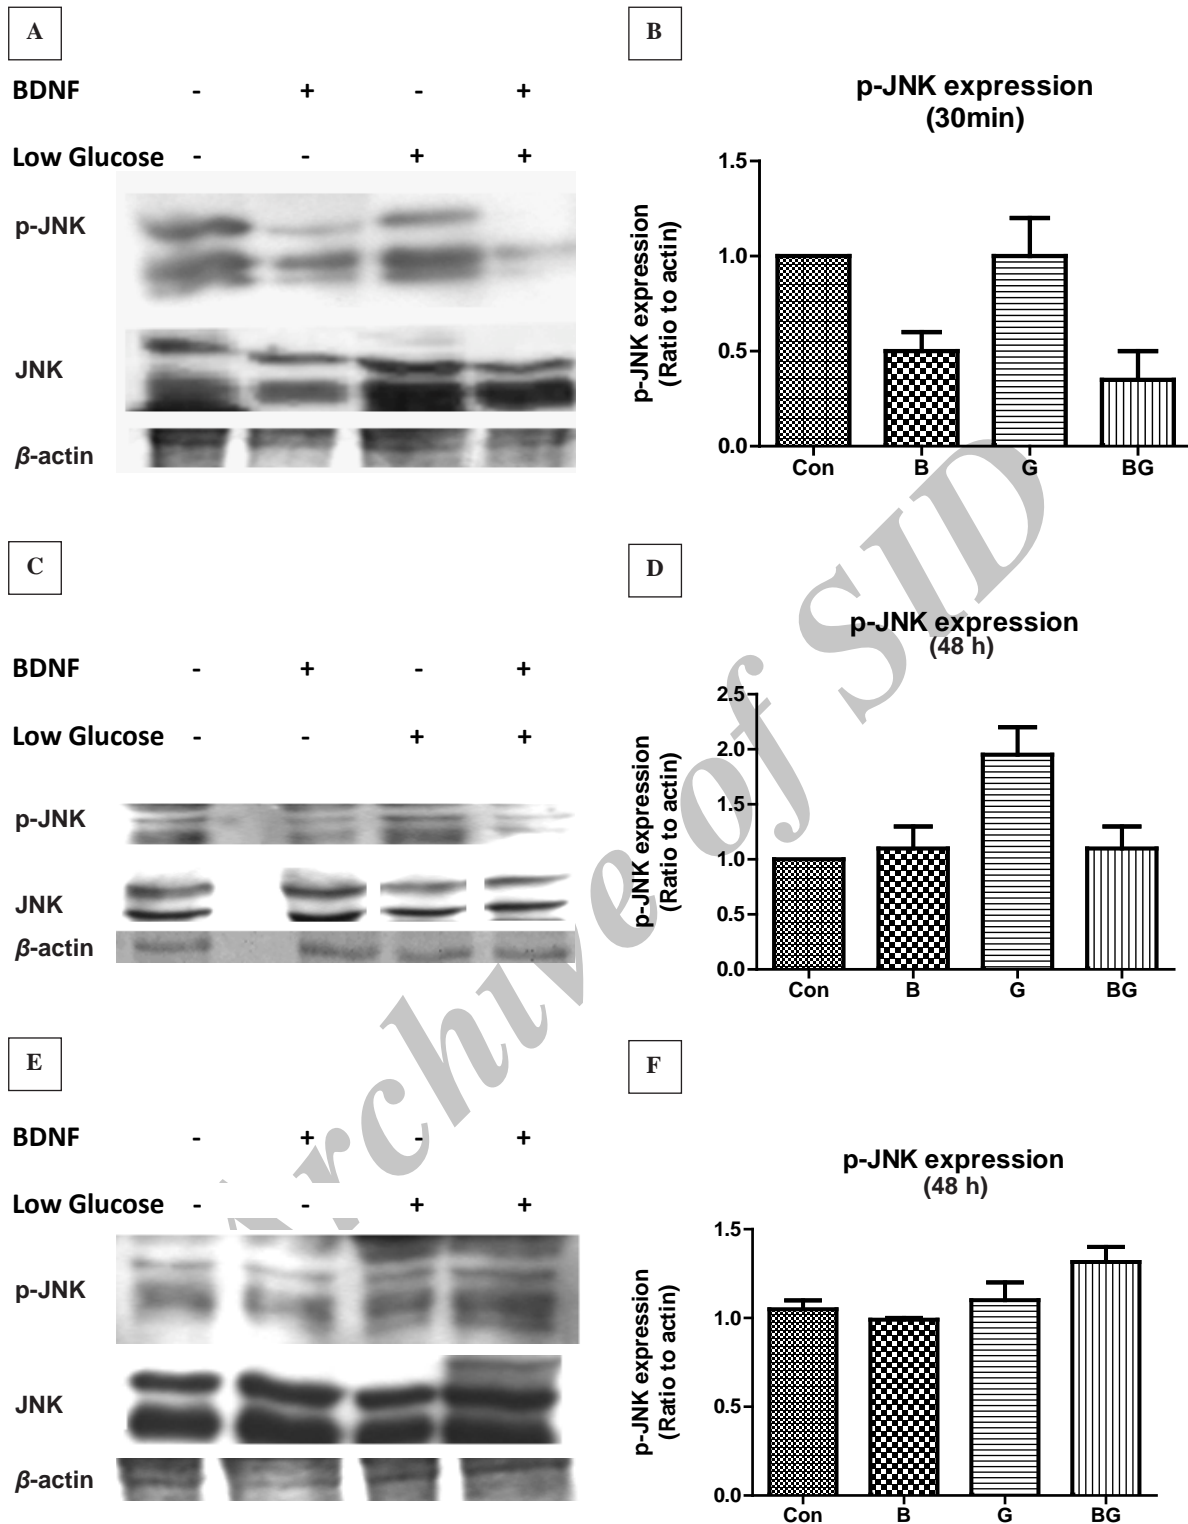 A
BDNF - + - +
Low Glucose - - + +
p-JNK
JNK
β-actin
B
p-JNK expression
(30min)
p-JNK expression
(Ratio to actin)
1.5
1.0
0.5
0.0
Con B G BG
C
BDNF - + - +
Low Glucose - - + +
p-JNK
JNK
β-actin
D
p-JNK expression
(48 h)
p-JNK expression
(Ratio to actin)
2.5
2.0
1.5
1.0
0.5
0.0
Con B G BG
E
BDNF - + - +
Low Glucose - - + +
p-JNK
JNK
β-actin
F
p-JNK expression
(48 h)
p-JNK expression
(Ratio to actin)
1.5
1.0
0.5
0.0
Con B G BG
Archive of SID